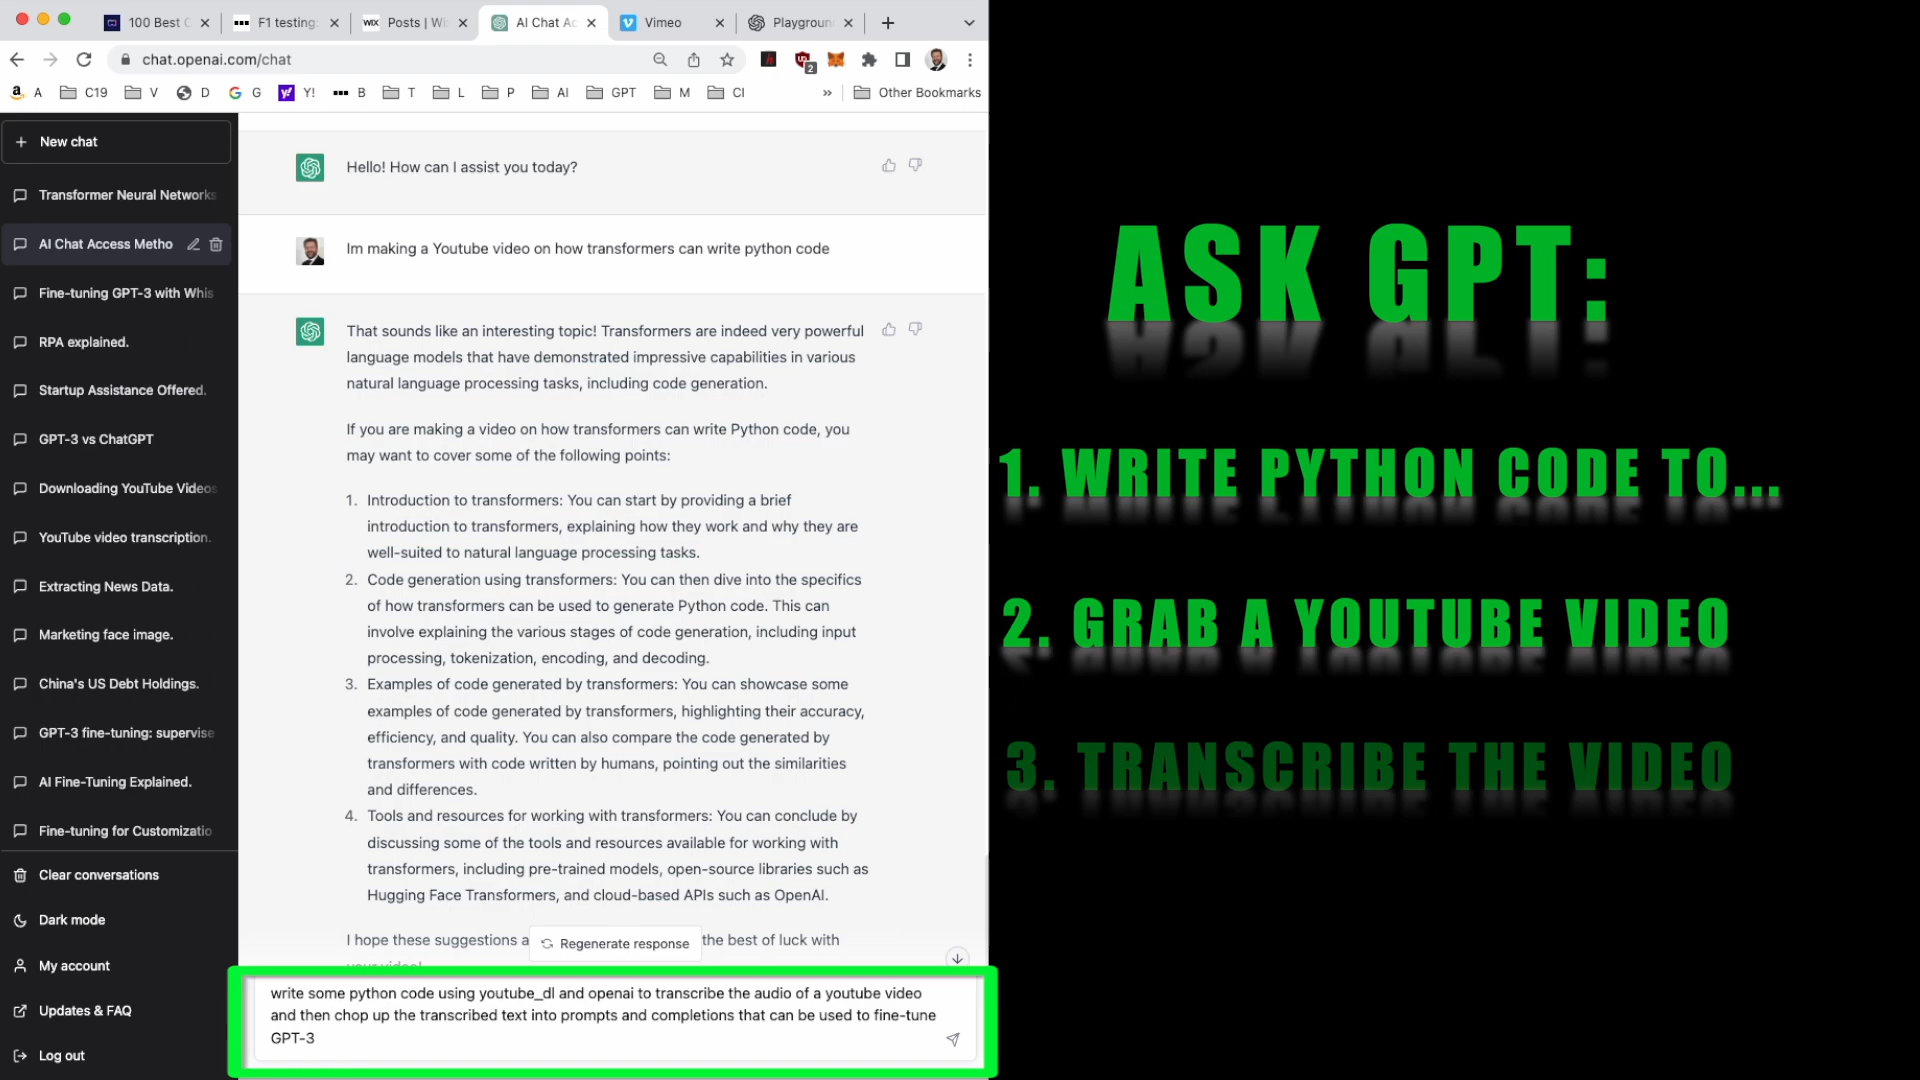 100 Best C
F1 testing:
WIX Posts | Wi
AI Chat Ac
Vimeo
Playgroun
chat.openai.com/chat
2
A C19 V D G Y! B T L P AI GPT M CI » Other Bookmarks
New chat
Transformer Neural Networks
AI Chat Access Metho
Fine-tuning GPT-3 with Whis
RPA explained.
Startup Assistance Offered.
GPT-3 vs ChatGPT
Downloading YouTube Videos
YouTube video transcription.
Extracting News Data.
Marketing face image.
China's US Debt Holdings.
GPT-3 fine-tuning: supervise
AI Fine-Tuning Explained.
Fine-tuning for Customizatio
Clear conversations
Dark mode
My account
Updates & FAQ
Log out
Hello! How can I assist you today?
Im making a Youtube video on how transformers can write python code
That sounds like an interesting topic! Transformers are indeed very powerful
language models that have demonstrated impressive capabilities in various
natural language processing tasks, including code generation.
If you are making a video on how transformers can write Python code, you
may want to cover some of the following points:
1. Introduction to transformers: You can start by providing a brief
introduction to transformers, explaining how they work and why they are
well-suited to natural language processing tasks.
2. Code generation using transformers: You can then dive into the specifics
of how transformers can be used to generate Python code. This can
involve explaining the various stages of code generation, including input
processing, tokenization, encoding, and decoding.
3. Examples of code generated by transformers: You can showcase some
examples of code generated by transformers, highlighting their accuracy,
efficiency, and quality. You can also compare the code generated by
transformers with code written by humans, pointing out the similarities
and differences.
4. Tools and resources for working with transformers: You can conclude by
discussing some of the tools and resources available for working with
transformers, including pre-trained models, open-source libraries such as
Hugging Face Transformers, and cloud-based APIs such as OpenAI.
I hope these suggestions a
Regenerate response
the best of luck with
your video!
write some python code using youtube_dl and openai to transcribe the audio of a youtube video
and then chop up the transcribed text into prompts and completions that can be used to fine-tune
GPT-3
ASK GPT:
1. WRITE PYTHON CODE TO...
2. GRAB A YOUTUBE VIDEO
3. TRANSCRIBE THE VIDEO